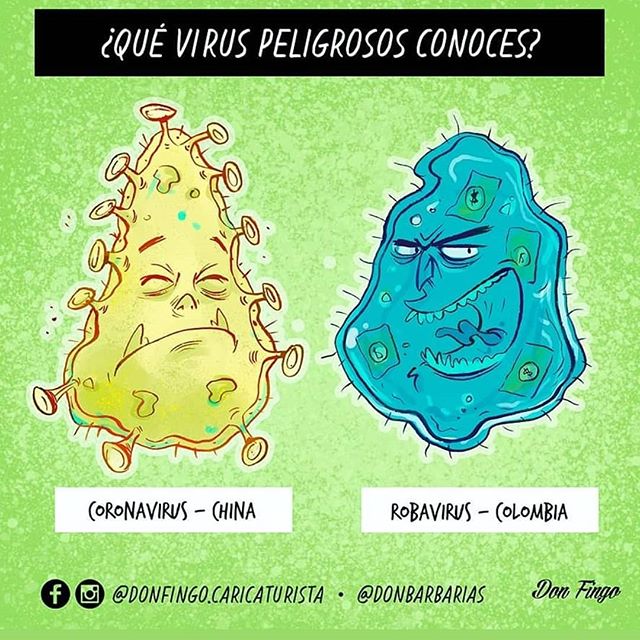 ¿QUÉ VIRUS PELIGROSOS CONOCES?
CORONAVIRUS – CHINA
ROBAVIRUS – COLOMBIA
@DONFINGO.CARICATURISTA • @DONBARBARIAS
Don Fingo